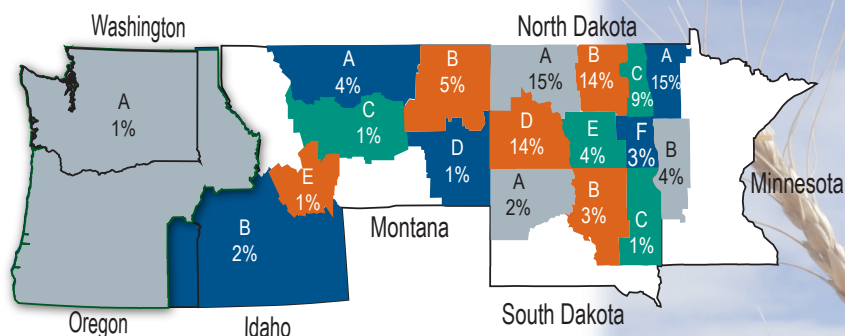 Washington
North Dakota
A
1%
A
4%
B
5%
A
15%
B
14%
C
9%
A
15%
C
1%
D
1%
D
14%
E
4%
F
3%
B
4%
E
1%
A
2%
B
3%
C
1%
B
2%
Minnesota
Montana
South Dakota
Oregon
Idaho